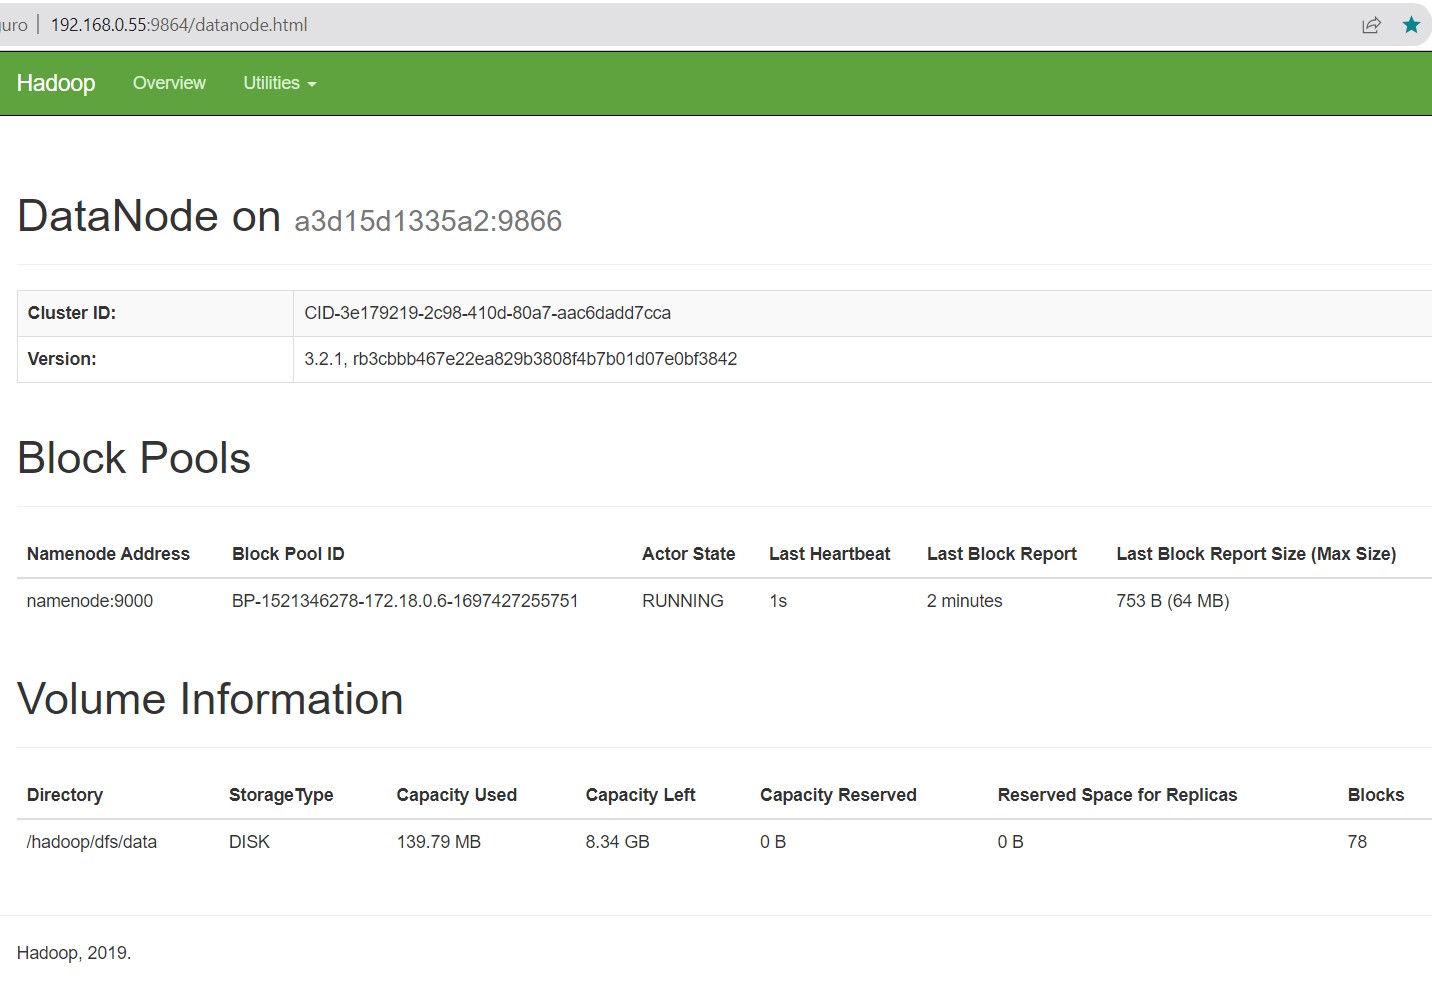 uro 192.168.0.55:9864/datanode.html
Hadoop Overview Utilities
DataNode on a3d15d1335a2:9866
Cluster ID: CID-3e179219-2c98-410d-80a7-aac6dadd7cca
Version: 3.2.1, rb3cbbb467e22ea829b3808f4b7b01d07e0bf3842
Block Pools
Namenode Address Block Pool ID Actor State Last Heartbeat Last Block Report Last Block Report Size (Max Size)
namenode:9000 BP-1521346278-172.18.0.6-1697427255751 RUNNING 1s 2 minutes 753 B (64 MB)
Volume Information
Directory StorageType Capacity Used Capacity Left Capacity Reserved Reserved Space for Replicas Blocks
/hadoop/dfs/data DISK 139.79 MB 8.34 GB 0 B 0 B 78
Hadoop, 2019.